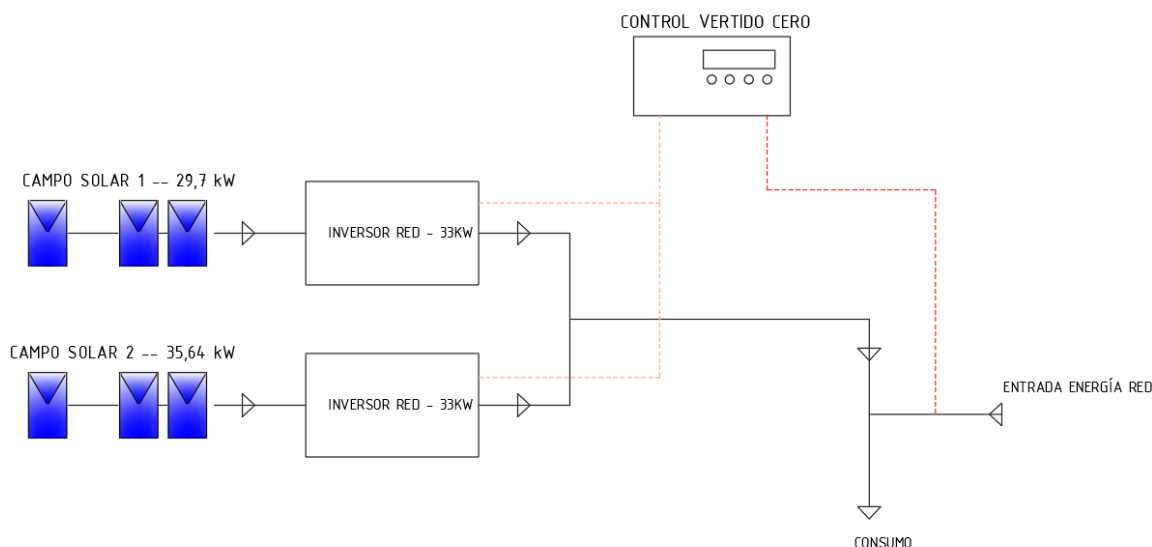 CONTROL VERTIDO CERO
CAMPO SOLAR 1 -- 29,7 kW
INVERSOR RED - 33KW
CAMPO SOLAR 2 -- 35,64 kW
INVERSOR RED - 33KW
ENTRADA ENERGÍA RED
CONSUMO